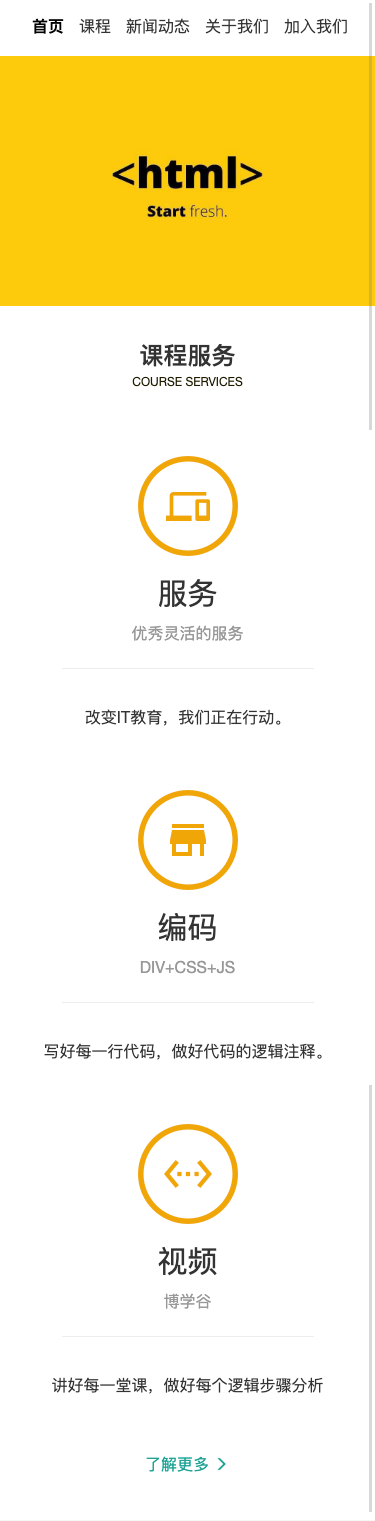 首页 课程 新闻动态 关于我们 加入我们
<html>
Start fresh.
课程服务
COURSE SERVICES
服务
优秀灵活的服务
改变IT教育，我们正在行动。
编码
DIV+CSS+JS
写好每一行代码，做好代码的逻辑注释。
视频
博学谷
讲好每一堂课，做好每个逻辑步骤分析
了解更多